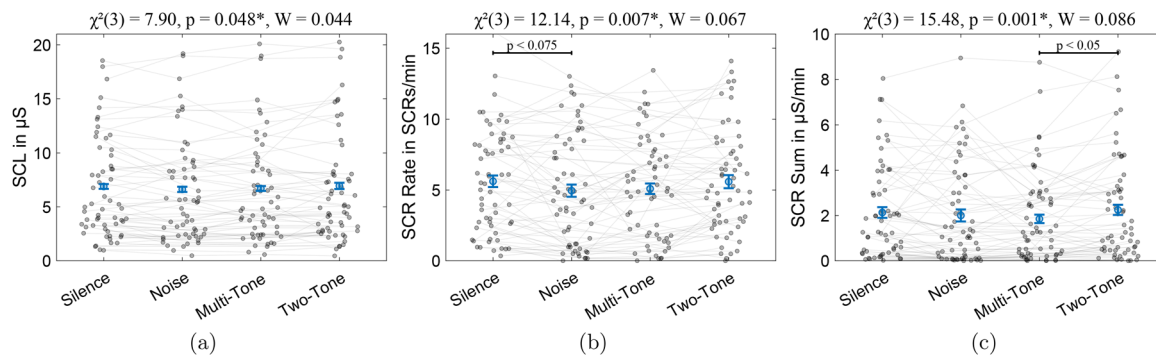 χ²(3) = 7.90, p = 0.048*, W = 0.044
SCL in μS
20
15
10
5
0
Silence
Noise
Multi-Tone
Two-Tone
(a)
χ²(3) = 12.14, p = 0.007*, W = 0.067
SCR Rate in SCRs/min
15
10
5
0
p < 0.075
Silence
Noise
Multi-Tone
Two-Tone
(b)
χ²(3) = 15.48, p = 0.001*, W = 0.086
SCR Sum in μS/min
10
8
6
4
2
0
p < 0.05
Silence
Noise
Multi-Tone
Two-Tone
(c)